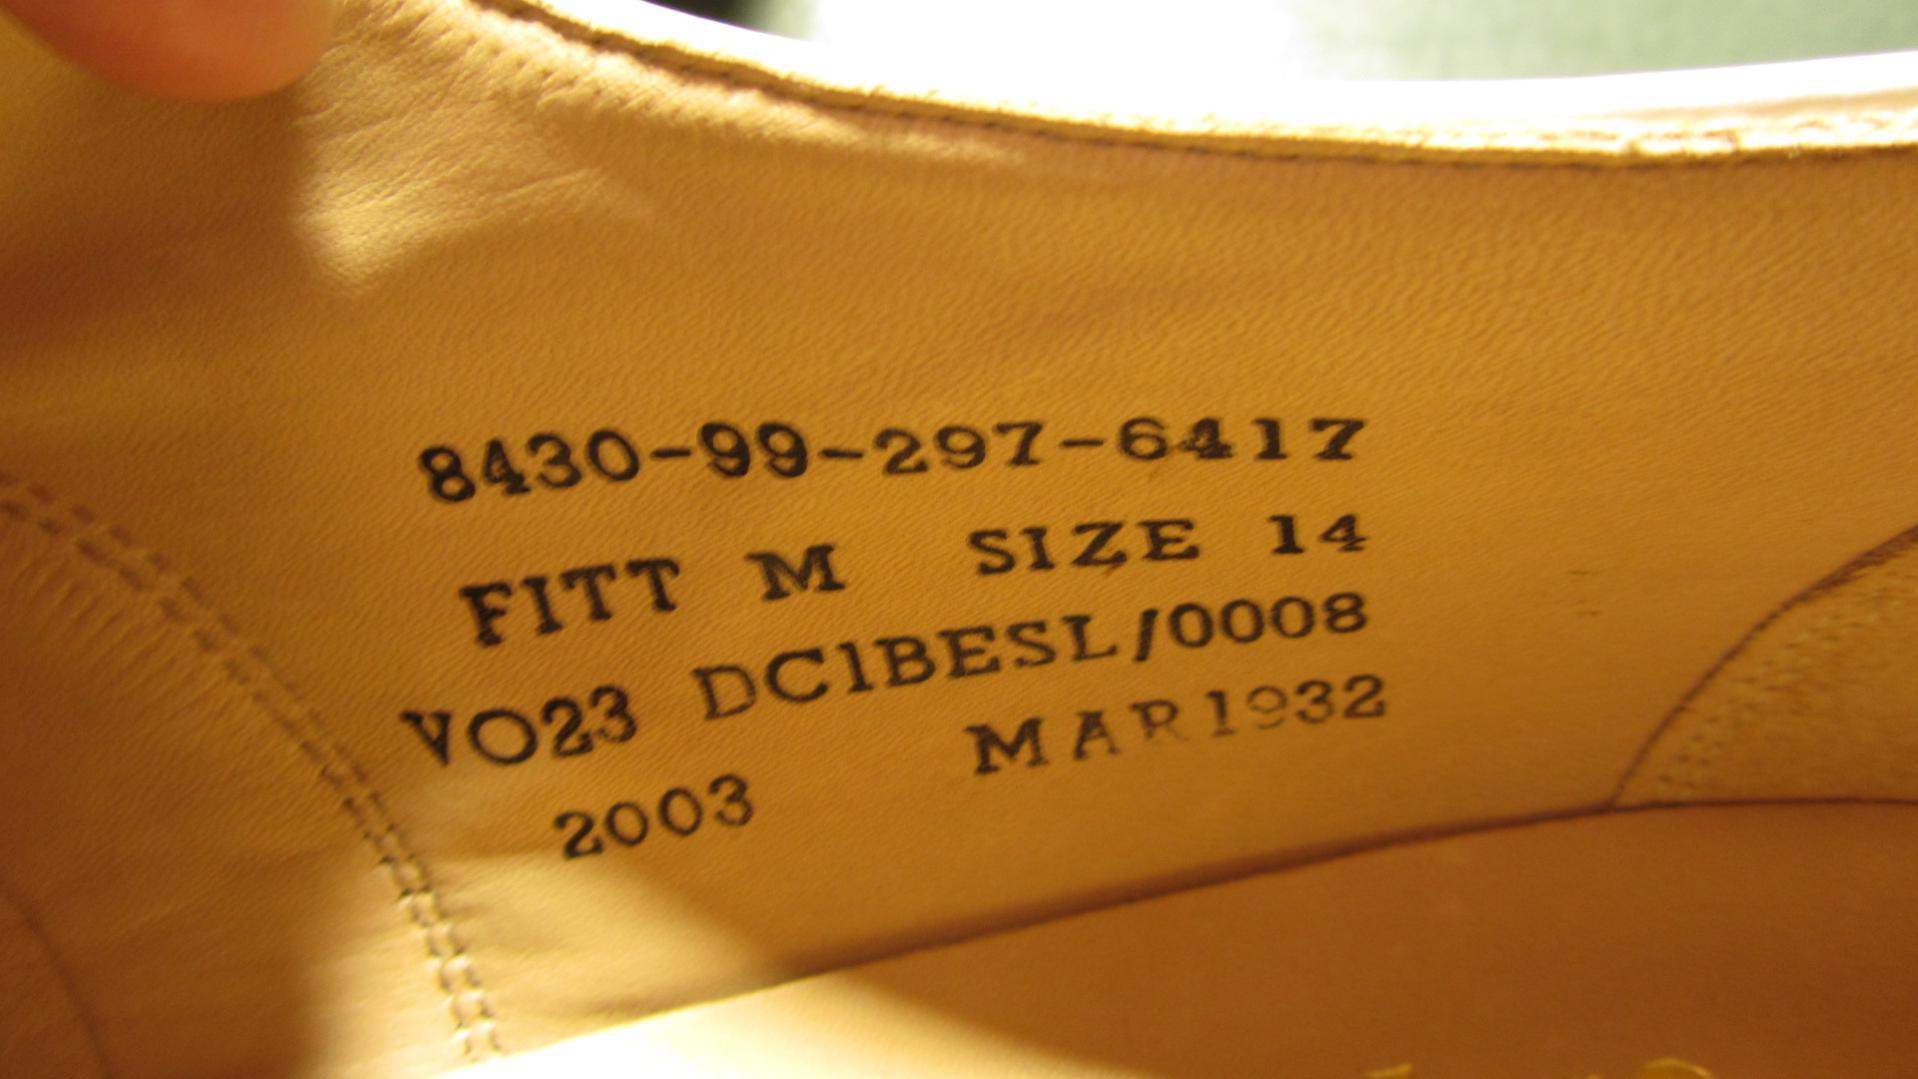 8430-99-297-6417
FITT M SIZE 14
VO23 DC1BESL/0008
2003 MAR1932